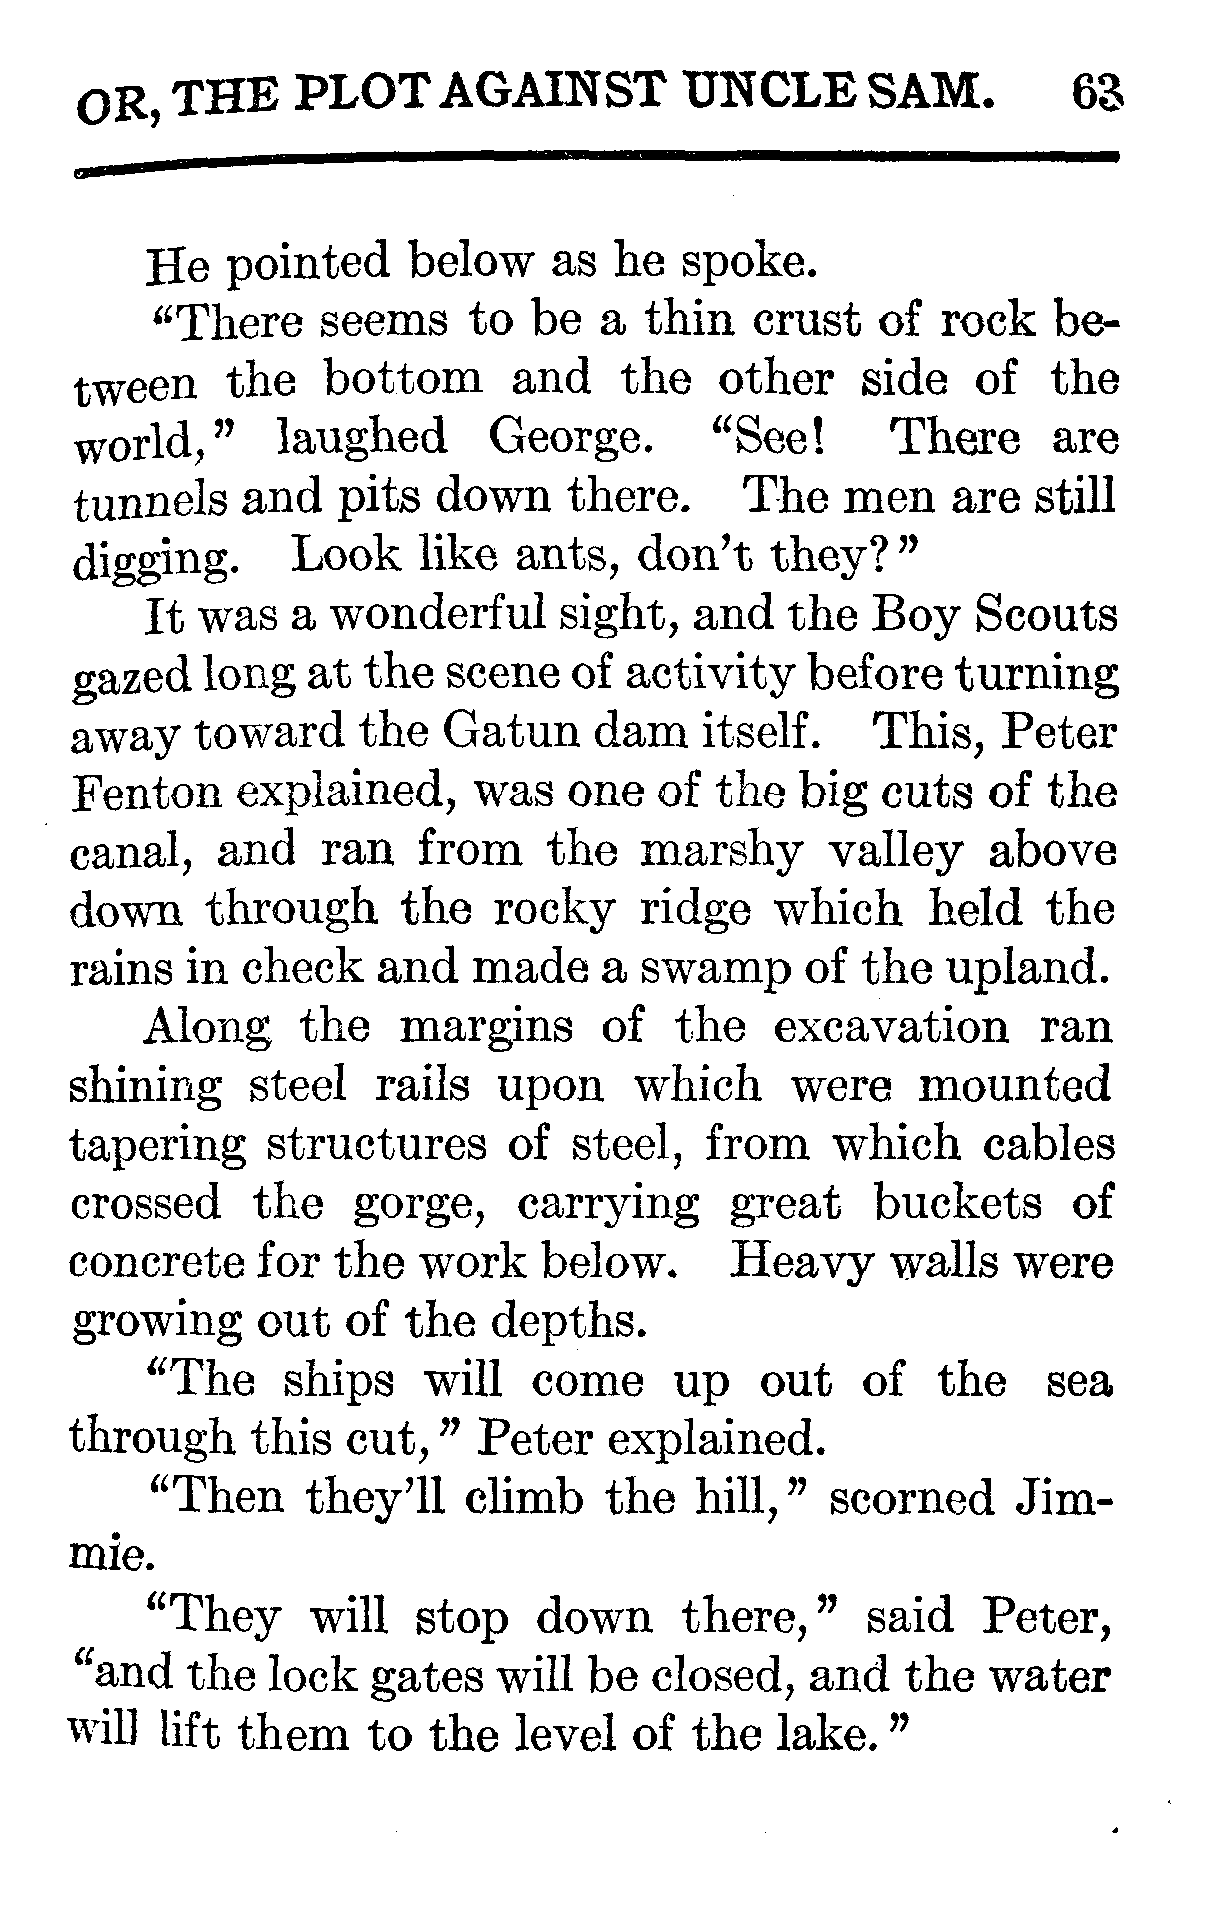 OR, THE PLOT AGAINST UNCLE SAM. 63
He pointed below as he spoke.
“There seems to be a thin crust of rock be-
tween the bottom and the other side of the
world,” laughed George. “See! There are
tunnels and pits down there. The men are still
digging. Look like ants, don’t they?”
It was a wonderful sight, and the Boy Scouts
gazed long at the scene of activity before turning
away toward the Gatun dam itself. This, Peter
Fenton explained, was one of the big cuts of the
canal, and ran from the marshy valley above
down through the rocky ridge which held the
rains in check and made a swamp of the upland.
Along the margins of the excavation ran
shining steel rails upon which were mounted
tapering structures of steel, from which cables
crossed the gorge, carrying great buckets of
concrete for the work below. Heavy walls were
growing out of the depths.
“The ships will come up out of the sea
through this cut,” Peter explained.
“Then they’ll climb the hill,” scorned Jim-
mie.
“They will stop down there,” said Peter,
“and the lock gates will be closed, and the water
will lift them to the level of the lake.”